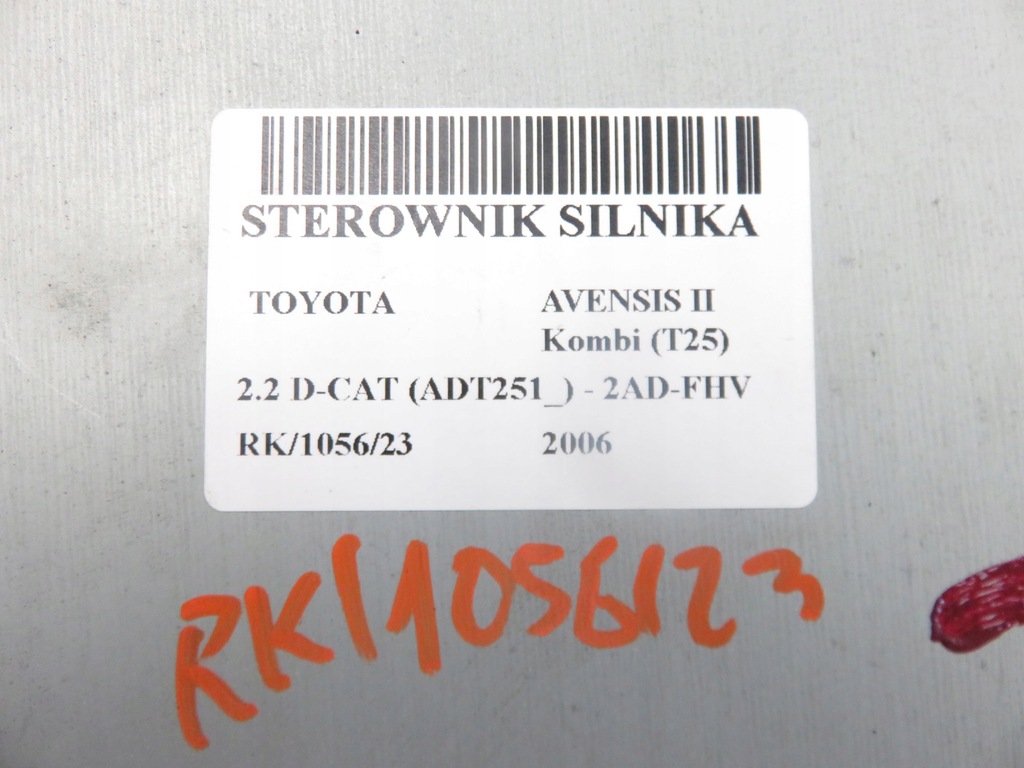 STEROWNIK SILNIKA
TOYOTA AVENSIS II
Kombi (T25)
2.2 D-CAT (ADT251_) - 2AD-FHV
RK/1056/23 2006
RK/1056/23